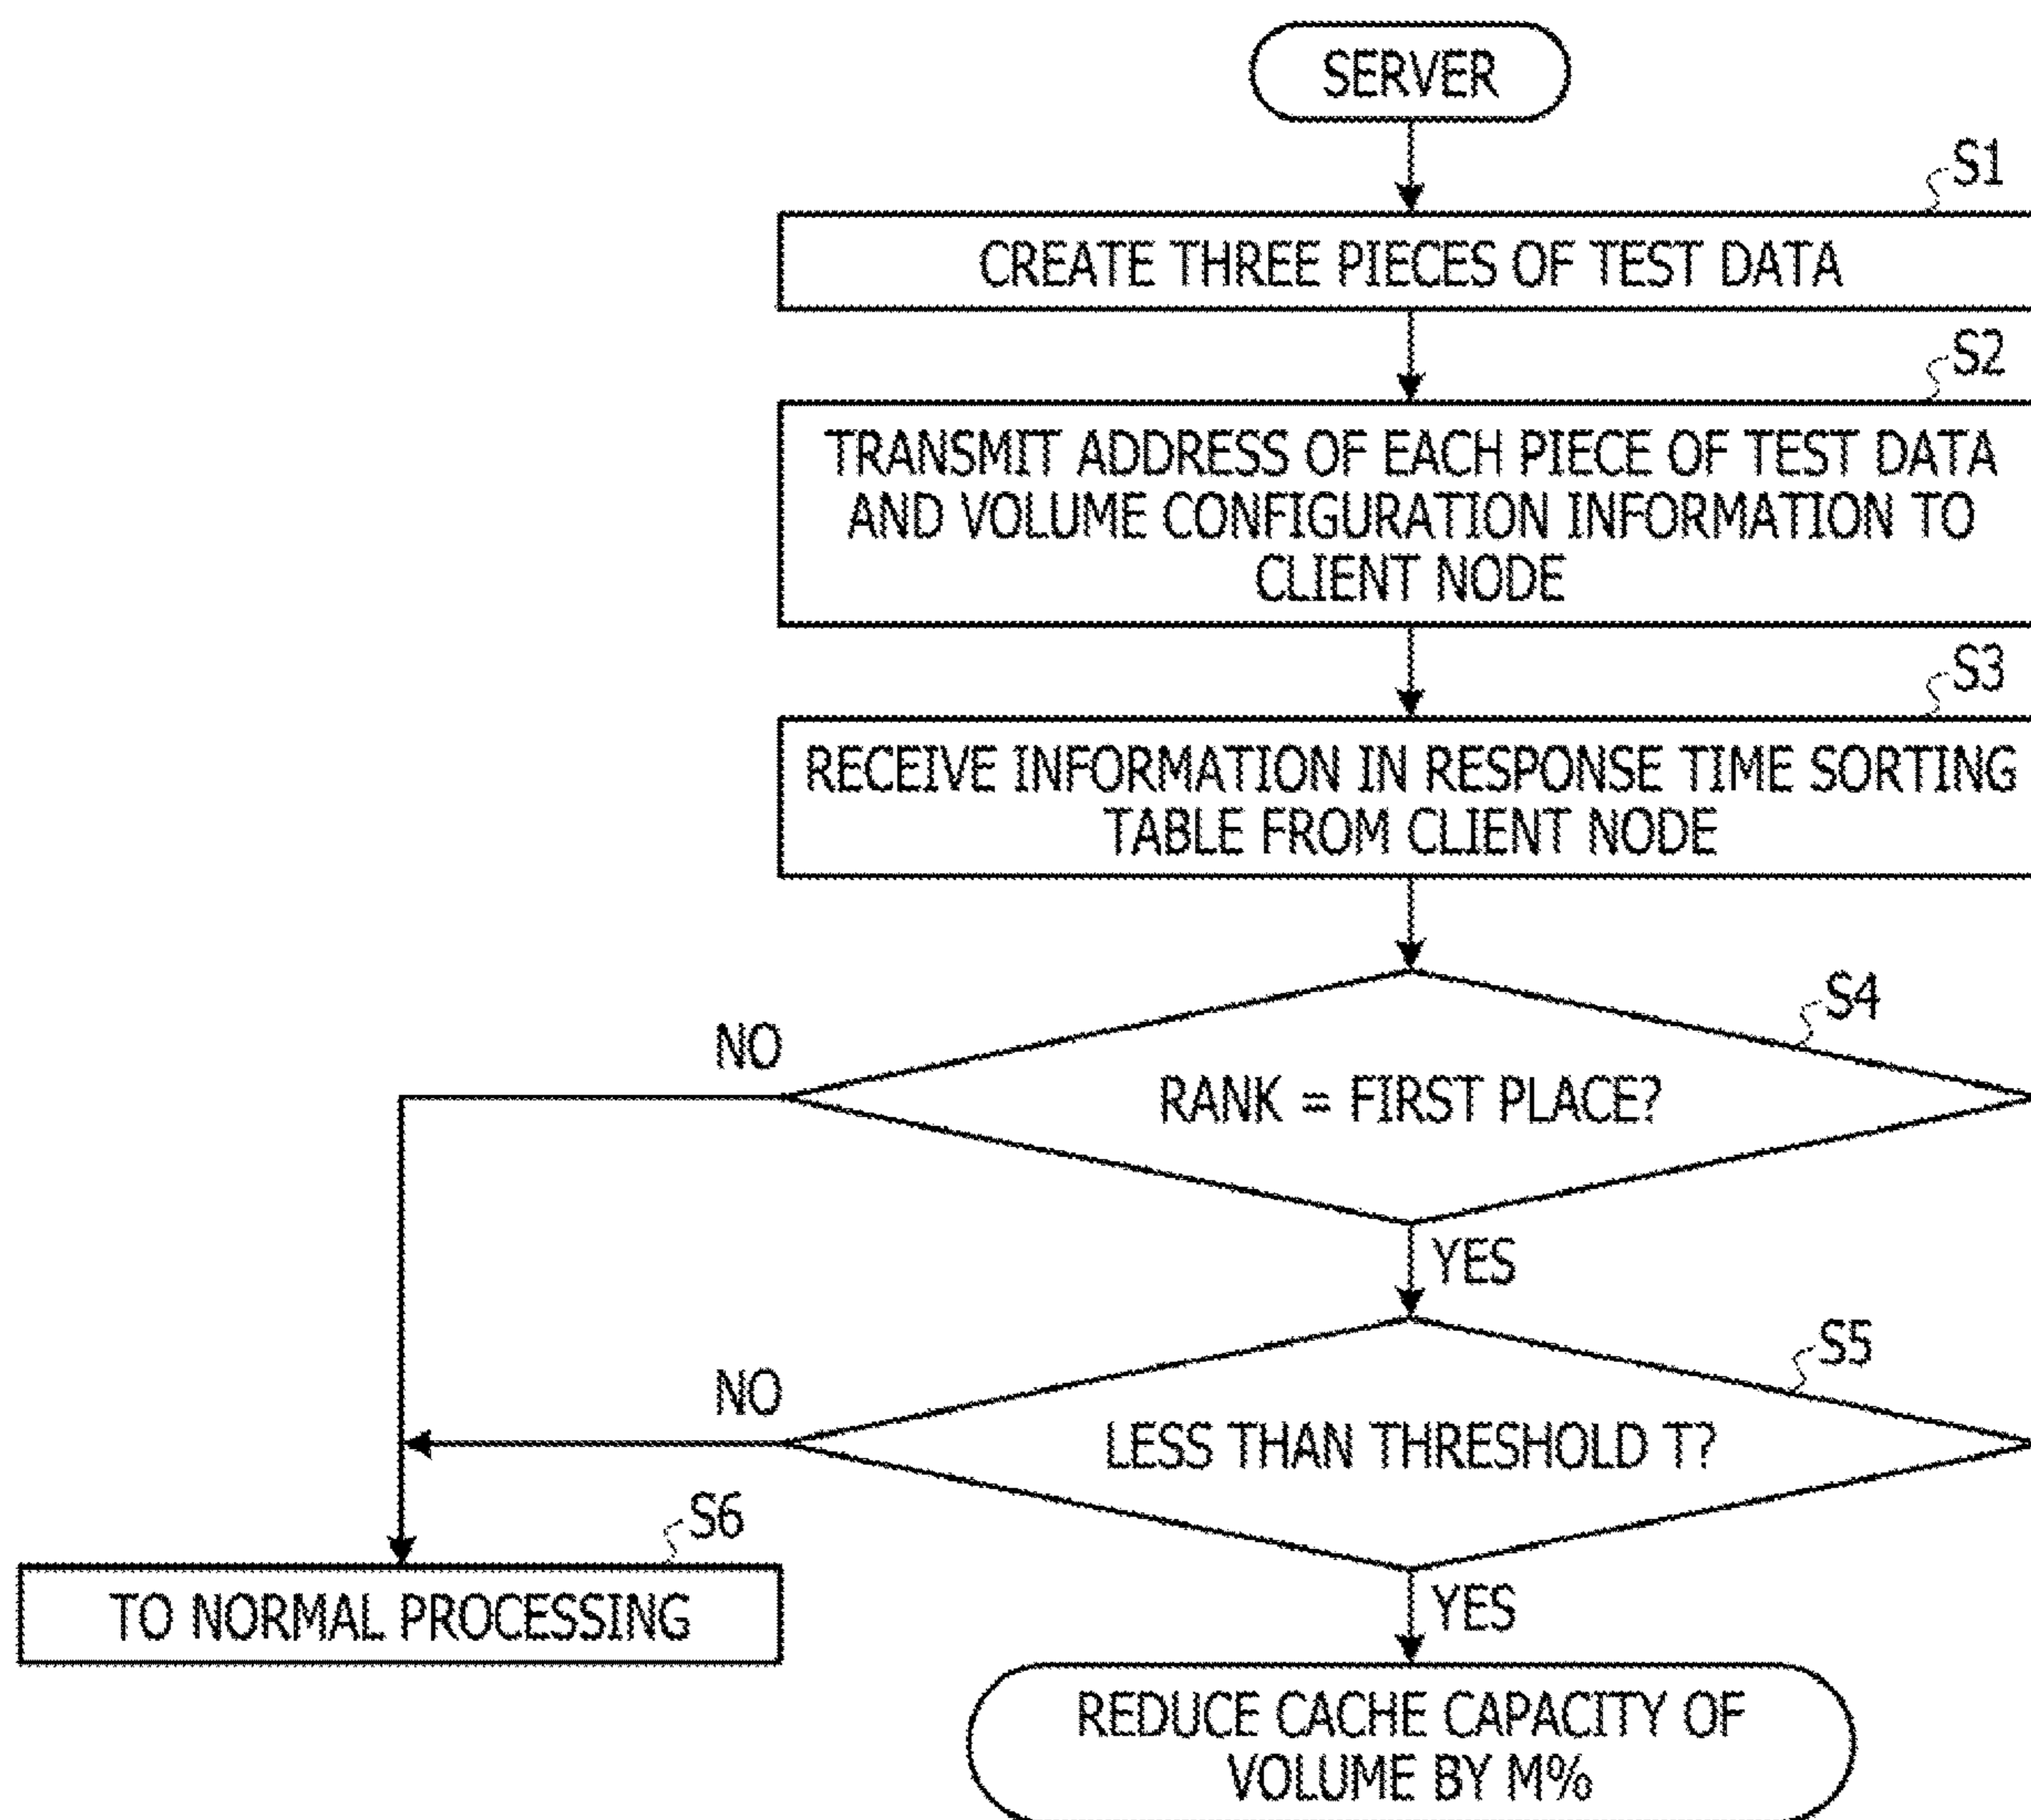 SERVER
S1
CREATE THREE PIECES OF TEST DATA
S2
TRANSMIT ADDRESS OF EACH PIECE OF TEST DATA
AND VOLUME CONFIGURATION INFORMATION TO
CLIENT NODE
S3
RECEIVE INFORMATION IN RESPONSE TIME SORTING
TABLE FROM CLIENT NODE
S4
NO
RANK = FIRST PLACE?
YES
S5
NO
LESS THAN THRESHOLD T?
S6
TO NORMAL PROCESSING
YES
REDUCE CACHE CAPACITY OF
VOLUME BY M%